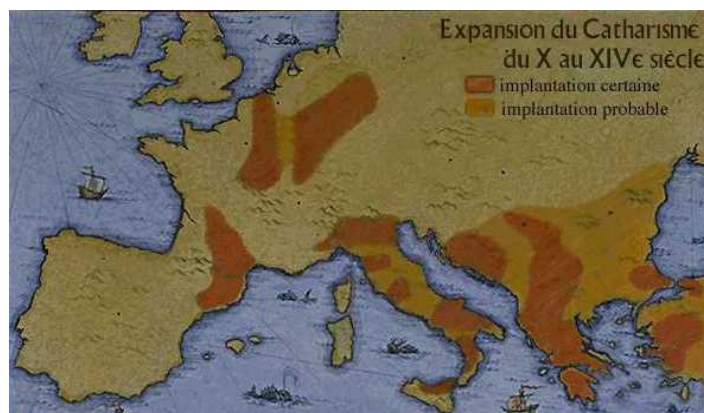 Expansion du Catharisme
du X au XIVe siècle
implantation certaine
implantation probable